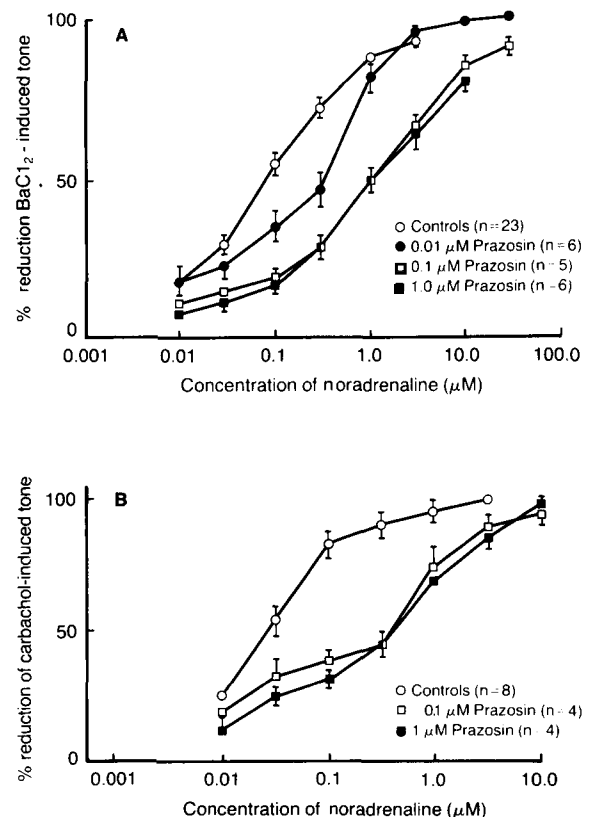 A
% reduction BaC1₂ - induced tone
100
50
0
0.001 0.01 0.1 1.0 10.0 100.0
Concentration of noradrenaline (μM)
Controls (n=23)
0.01 μM Prazosin (n=6)
0.1 μM Prazosin (n-5)
1.0 μM Prazosin (n-6)
B
% reduction of carbachol-induced tone
100
50
0
0.001 0.01 0.1 1.0 10.0
Concentration of noradrenaline (μM)
Controls (n=8)
0.1 μM Prazosin (n-4)
1 μM Prazosin (n-4)